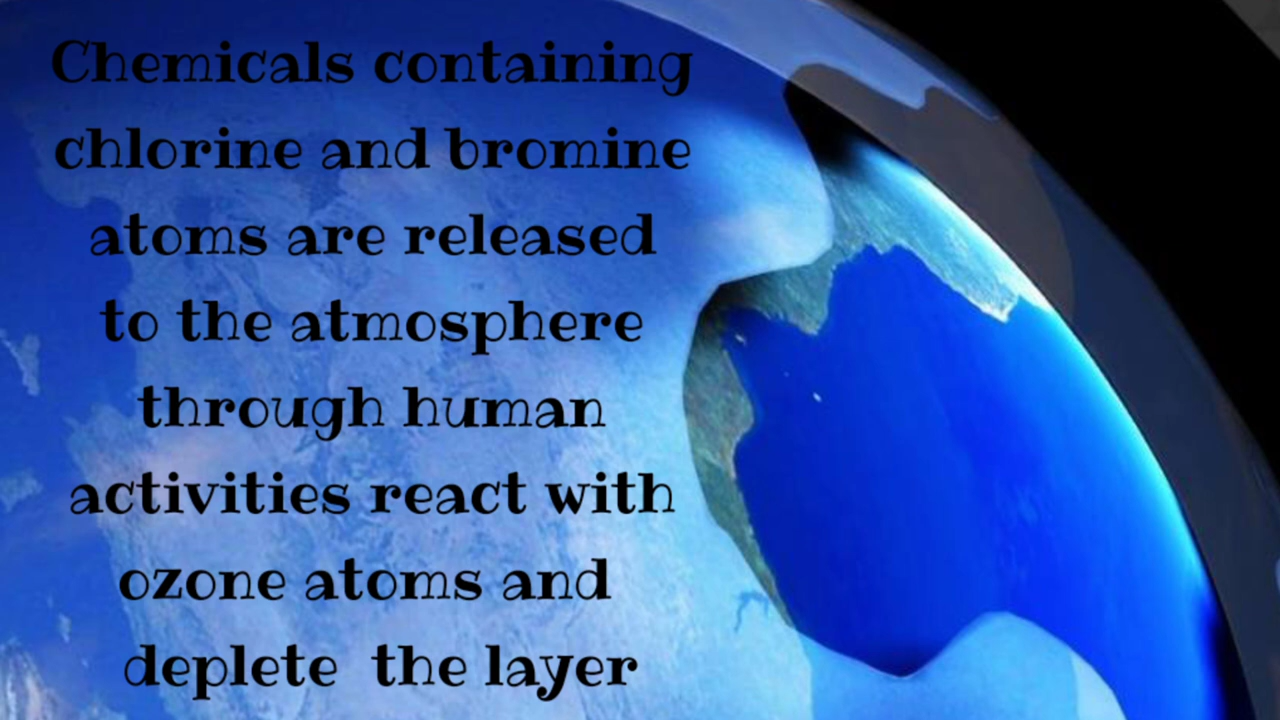 Chemicals containing
chlorine and bromine
atoms are released
to the atmosphere
through human
activities react with
ozone atoms and
deplete the layer